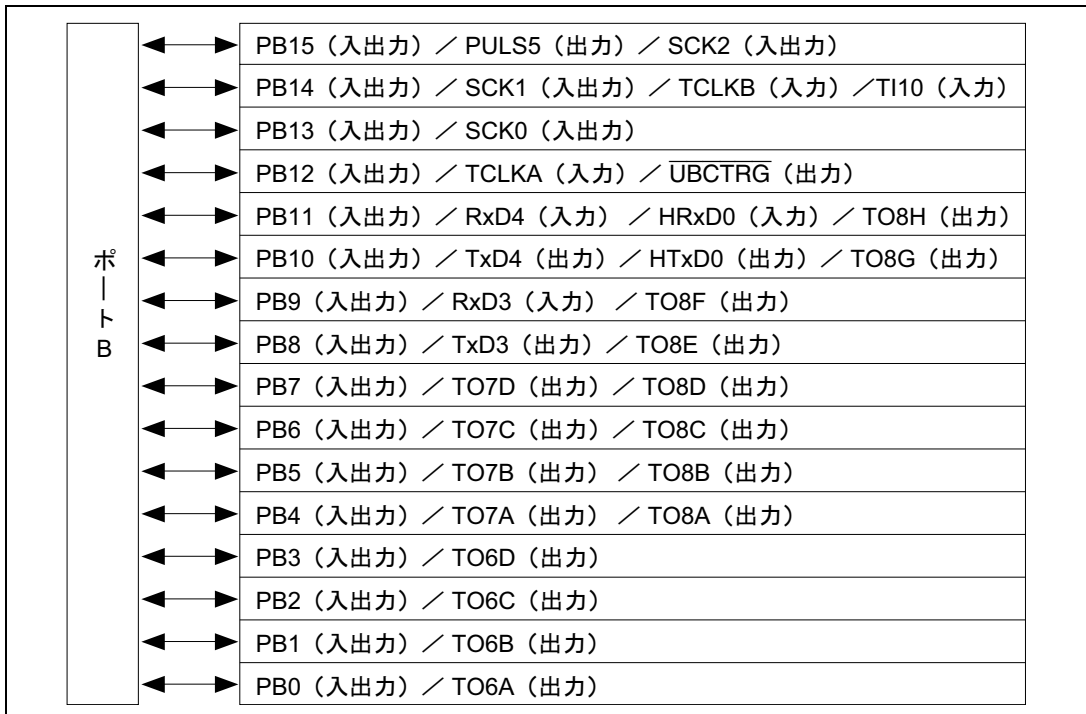 PB15（入出力）／PULS5（出力）／SCK2（入出力）
PB14（入出力）／SCK1（入出力）／TCLKB（入力）／TI10（入力）
PB13（入出力）／SCK0（入出力）
PB12（入出力）／TCLKA（入力）／U̅B̅C̅T̅R̅G̅（出力）
PB11（入出力）／RxD4（入力）／HRxD0（入力）／TO8H（出力）
ポートB
PB10（入出力）／TxD4（出力）／HTxD0（出力）／TO8G（出力）
PB9（入出力）／RxD3（入力）／TO8F（出力）
PB8（入出力）／TxD3（出力）／TO8E（出力）
PB7（入出力）／TO7D（出力）／TO8D（出力）
PB6（入出力）／TO7C（出力）／TO8C（出力）
PB5（入出力）／TO7B（出力）／TO8B（出力）
PB4（入出力）／TO7A（出力）／TO8A（出力）
PB3（入出力）／TO6D（出力）
PB2（入出力）／TO6C（出力）
PB1（入出力）／TO6B（出力）
PB0（入出力）／TO6A（出力）